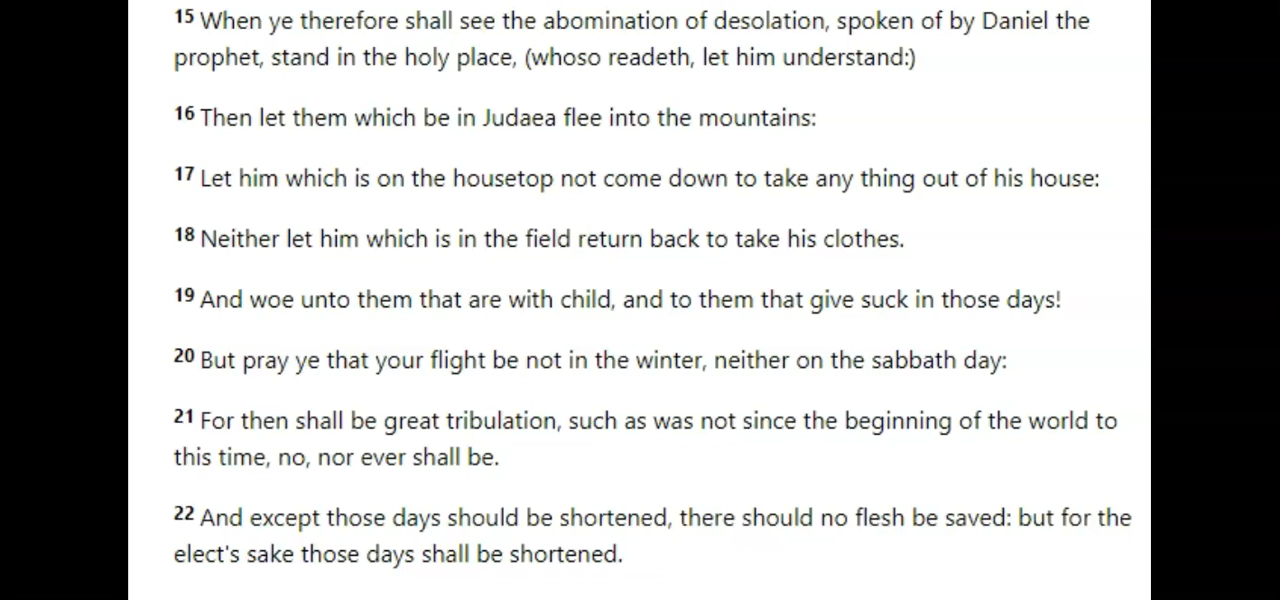 15 When ye therefore shall see the abomination of desolation, spoken of by Daniel the
prophet, stand in the holy place, (whoso readeth, let him understand:)
16 Then let them which be in Judaea flee into the mountains:
17 Let him which is on the housetop not come down to take any thing out of his house:
18 Neither let him which is in the field return back to take his clothes.
19 And woe unto them that are with child, and to them that give suck in those days!
20 But pray ye that your flight be not in the winter, neither on the sabbath day:
21 For then shall be great tribulation, such as was not since the beginning of the world to
this time, no, nor ever shall be.
22 And except those days should be shortened, there should no flesh be saved: but for the
elect's sake those days shall be shortened.